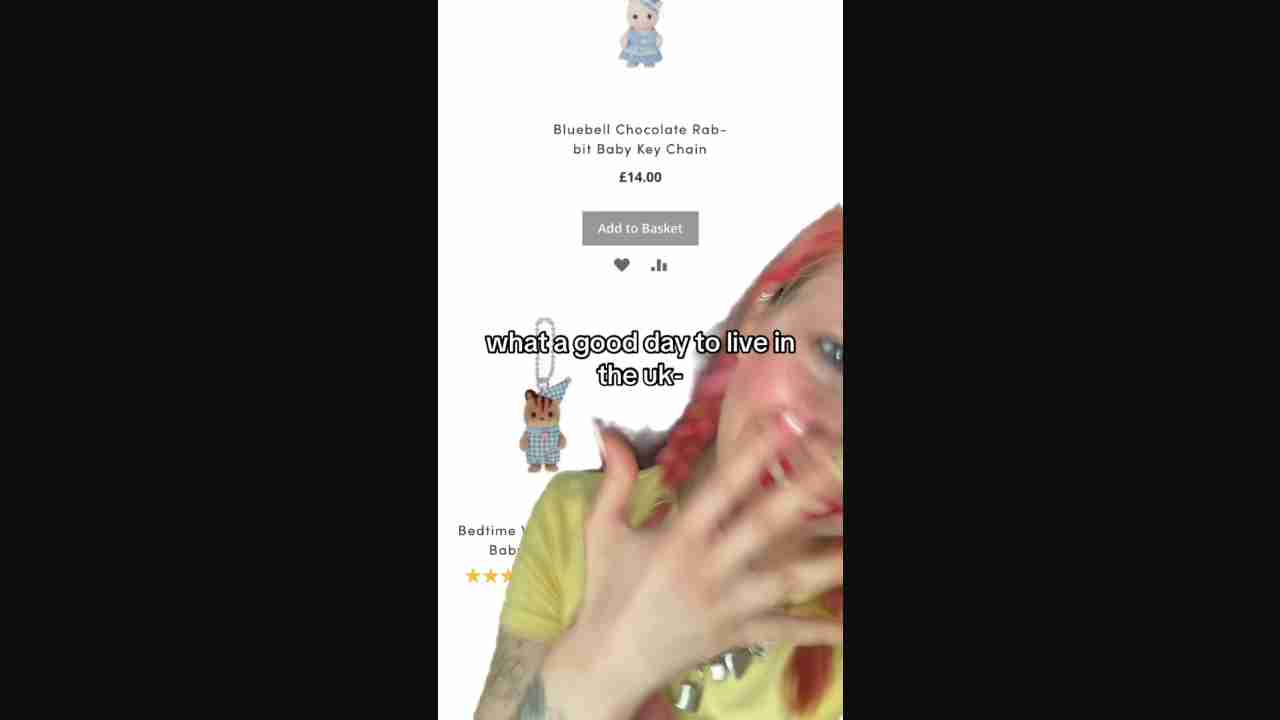 Bluebell Chocolate Rab-
bit Baby Key Chain
£14.00
Add to Basket
what a good day to live in
the uk-
Bedtime